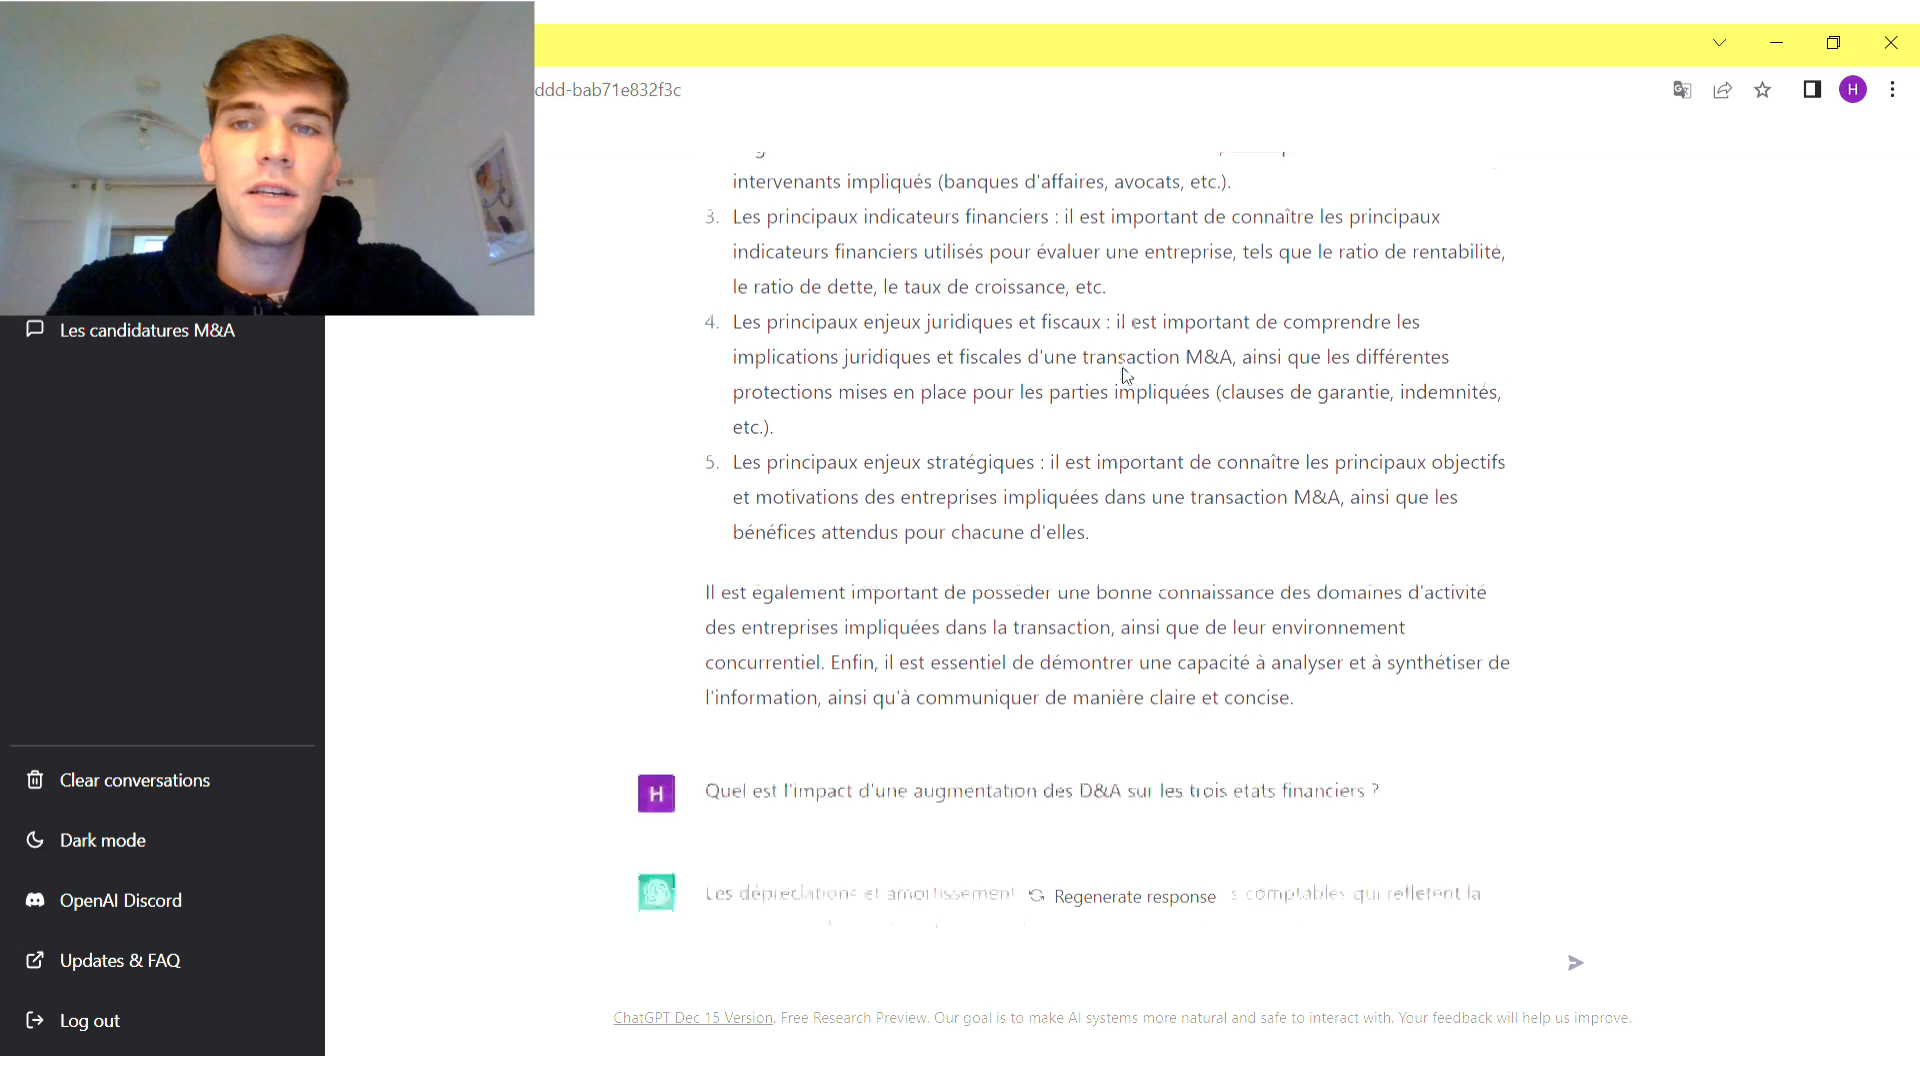 ddd-bab71e832f3c
H
intervenants impliqués (banques d'affaires, avocats, etc.).
3. Les principaux indicateurs financiers : il est important de connaître les principaux
indicateurs financiers utilisés pour évaluer une entreprise, tels que le ratio de rentabilité,
le ratio de dette, le taux de croissance, etc.
4. Les principaux enjeux juridiques et fiscaux : il est important de comprendre les
implications juridiques et fiscales d'une transaction M&A, ainsi que les différentes
protections mises en place pour les parties impliquées (clauses de garantie, indemnités,
etc.).
5. Les principaux enjeux stratégiques : il est important de connaître les principaux objectifs
et motivations des entreprises impliquées dans une transaction M&A, ainsi que les
bénéfices attendus pour chacune d'elles.
Il est également important de posséder une bonne connaissance des domaines d'activité
des entreprises impliquées dans la transaction, ainsi que de leur environnement
concurrentiel. Enfin, il est essentiel de démontrer une capacité à analyser et à synthétiser de
l'information, ainsi qu'à communiquer de manière claire et concise.
H
Quel est l'impact d'une augmentation des D&A sur les trois états financiers ?
Les dépréciations et amortissement
Regenerate response
comptables qui reflètent la
Les candidatures M&A
Clear conversations
Dark mode
OpenAI Discord
Updates & FAQ
Log out
ChatGPT Dec 15 Version. Free Research Preview. Our goal is to make AI systems more natural and safe to interact with. Your feedback will help us improve.